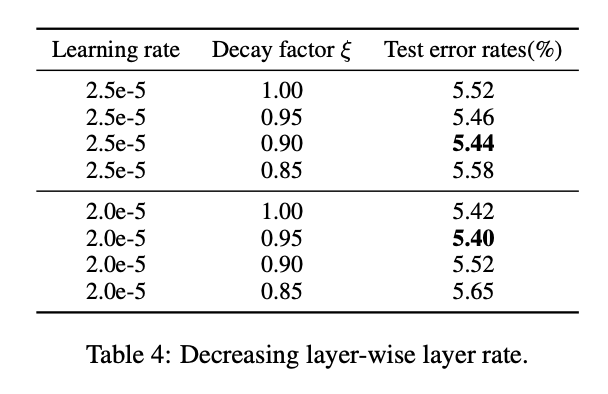 Learning rate Decay factor ξ Test error rates(%)
2.5e-5 1.00 5.52
2.5e-5 0.95 5.46
2.5e-5 0.90 5.44
2.5e-5 0.85 5.58
2.0e-5 1.00 5.42
2.0e-5 0.95 5.40
2.0e-5 0.90 5.52
2.0e-5 0.85 5.65
Table 4: Decreasing layer-wise layer rate.